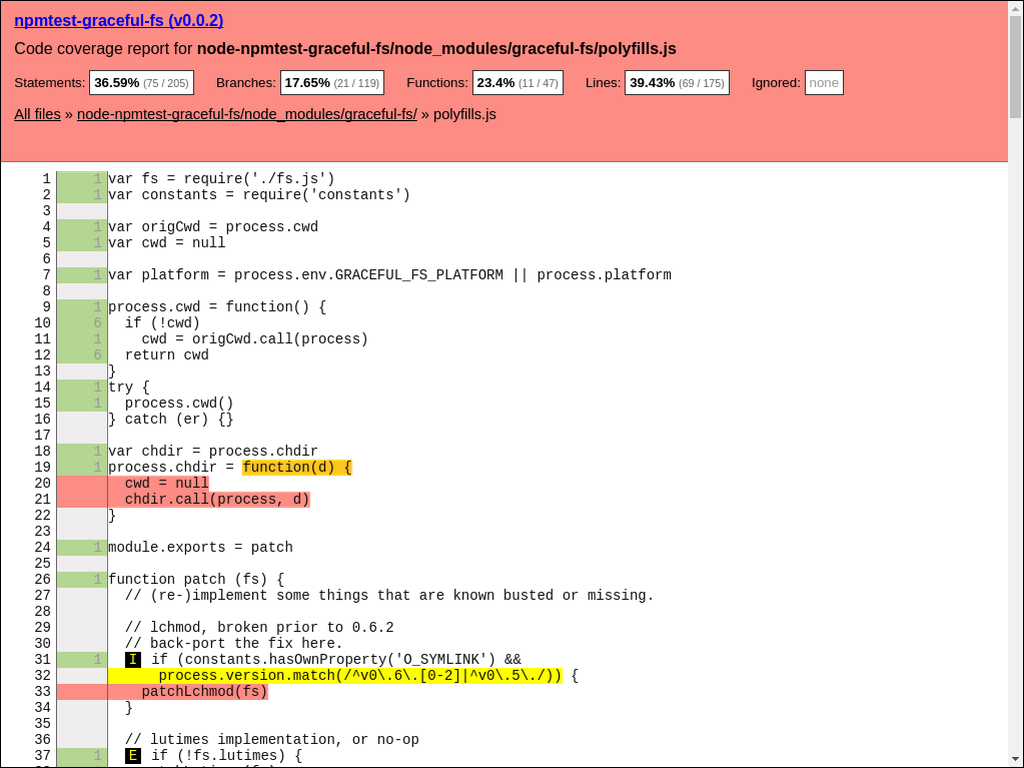 npmtest-graceful-fs (v0.0.2)
Code coverage report for node-npmtest-graceful-fs/node_modules/graceful-fs/polyfills.js
Statements: 36.59% (75 / 205) Branches: 17.65% (21 / 119) Functions: 23.4% (11 / 47) Lines: 39.43% (69 / 175) Ignored: none
All files » node-npmtest-graceful-fs/node_modules/graceful-fs/ » polyfills.js
1 1 var fs = require('./fs.js')
2 1 var constants = require('constants')
3
4 1 var origCwd = process.cwd
5 1 var cwd = null
6
7 1 var platform = process.env.GRACEFUL_FS_PLATFORM || process.platform
8
9 1 process.cwd = function() {
10 6 if (!cwd)
11 1 cwd = origCwd.call(process)
12 6 return cwd
13 }
14 1 try {
15 1 process.cwd()
16 } catch (er) {}
17
18 1 var chdir = process.chdir
19 1 process.chdir = function(d) {
20 cwd = null
21 chdir.call(process, d)
22 }
23
24 1 module.exports = patch
25
26 1 function patch (fs) {
27 // (re-)implement some things that are known busted or missing.
28
29 // lchmod, broken prior to 0.6.2
30 // back-port the fix here.
31 1 I if (constants.hasOwnProperty('O_SYMLINK') &&
32 process.version.match(/^v0\.6\.[0-2]|^v0\.5\./)) {
33 patchLchmod(fs)
34 }
35
36 // lutimes implementation, or no-op
37 1 E if (!fs.lutimes) {